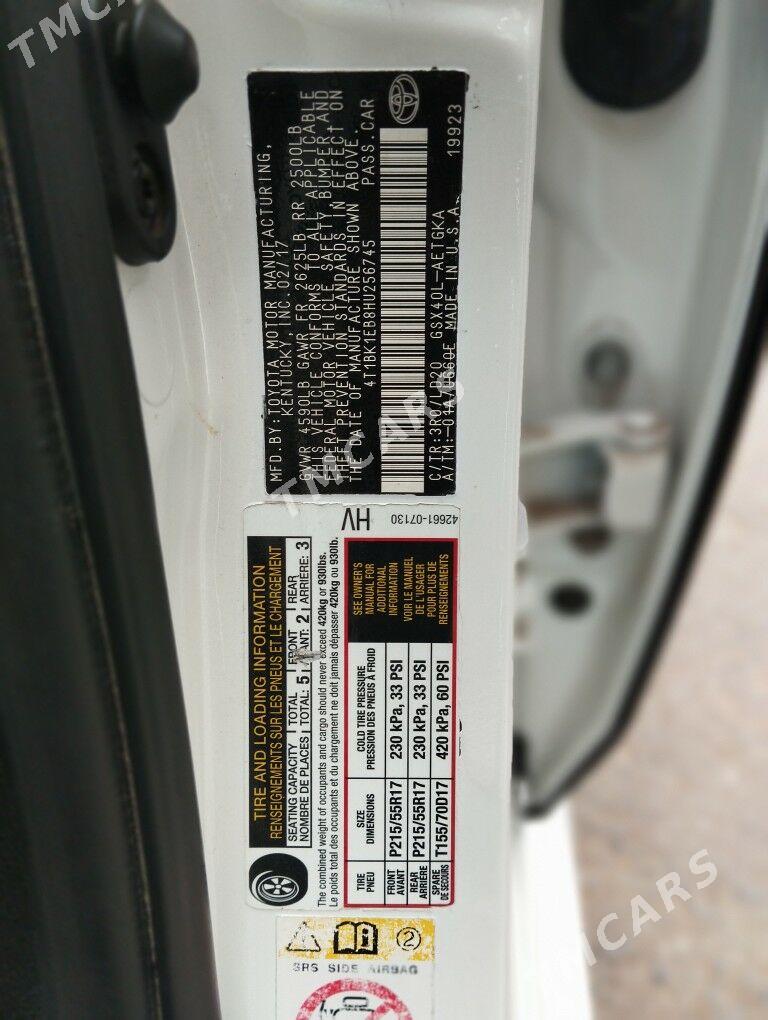 TMCARS
MFD.BY:TOYOTA MOTOR MANUFACTURING,
KENTUCKY, INC. 02/17
GVWR 4590LB GAWR FR 2625LB RR 2500LB
THIS VEHICLE CONFORMS TO ALL APPLICABLE
FEDERAL MOTOR VEHICLE SAFETY, BUMPER, AND
THEFT PREVENTION STANDARDS IN EFFECT ON
THE DATE OF MANUFACTURE SHOWN ABOVE.
4T1BK1EB8HU256745 PASS. CAR
C/TR: GSX40L-AETGKA 19923
MADE IN U.S.A.
TMCARS
HV
42661-07130
TIRE AND LOADING INFORMATION
RENSEIGNEMENTS SUR LES PNEUS ET LE CHARGEMENT
SEATING CAPACITY TOTAL FRONT REAR
NOMBRE DE PLACES TOTAL: 5 2 ARRIÈRE: 3
The combined weight of occupants and cargo should never exceed 420kg or 930lbs.
Le poids total des occupants et du chargement ne doit jamais dépasser 420kg ou 930lb.
TIRE
PNEU
SIZE
DIMENSIONS
COLD TIRE PRESSURE
PRESSION DES PNEUS À FROID
FRONT
AVANT
P215/55R17
230 kPa, 33 PSI
REAR
ARRIÈRE
P215/55R17
230 kPa, 33 PSI
SPARE
DE SECOURS
T155/70D17
420 kPa, 60 PSI
SEE OWNER'S
MANUAL FOR
ADDITIONAL
INFORMATION
VOIR LE MANUEL
DE L'USAGER
POUR PLUS DE
RENSEIGNEMENTS
2
SRS SIDE AIRBAG
TMCARS